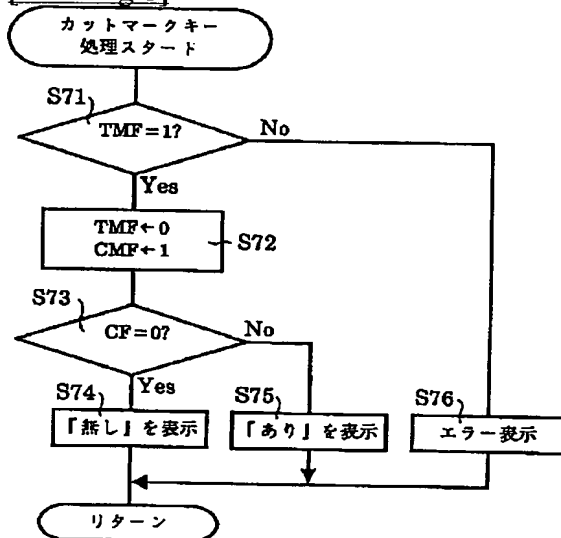 カットマークキー
処理スタード
S71
TMF=1?
No
Yes
TMF←0
CMF←1
S72
S73
CF=0?
No
S74
Yes
S75
S76
『無し』を表示
『あり』を表示
エラー表示
リターン